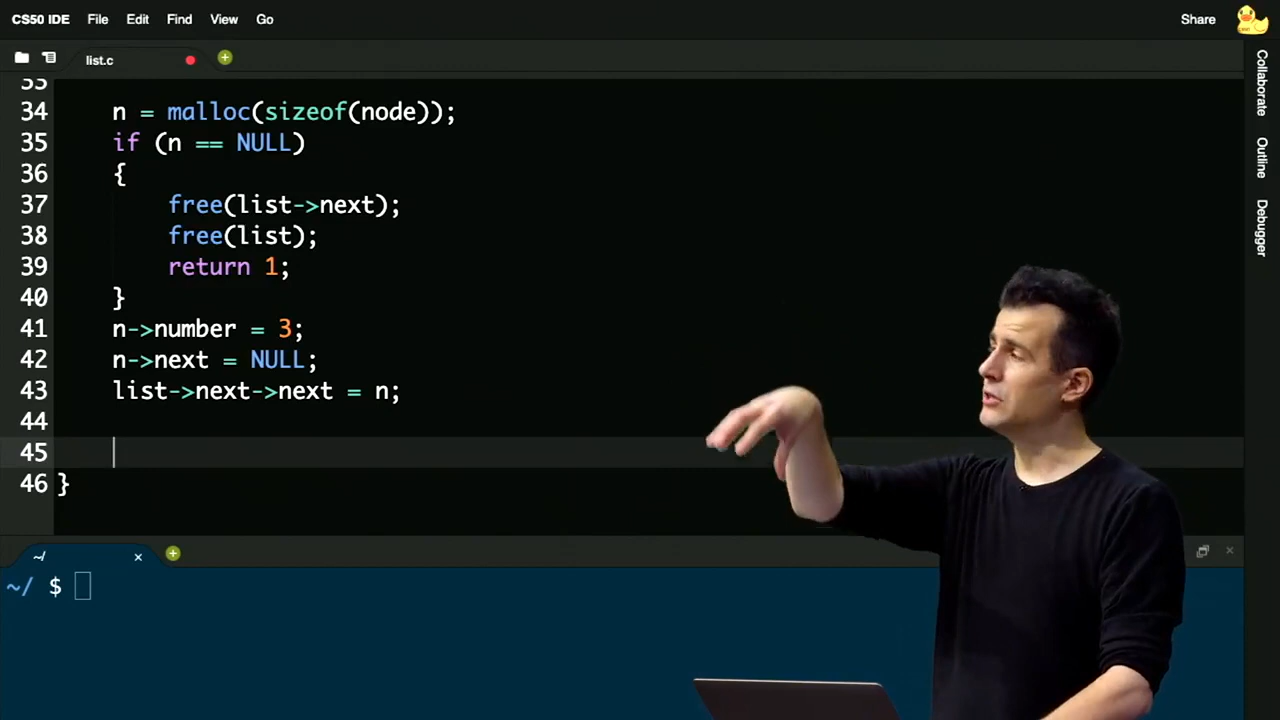 CS50 IDE File Edit Find View Go Share
list.c
33
34 n = malloc(sizeof(node));
35 if (n == NULL)
36 {
37 free(list->next);
38 free(list);
39 return 1;
40 }
41 n->number = 3;
42 n->next = NULL;
43 list->next->next = n;
44
45
46 }
~/
~/ $
Collaborate
Outline
Debugger